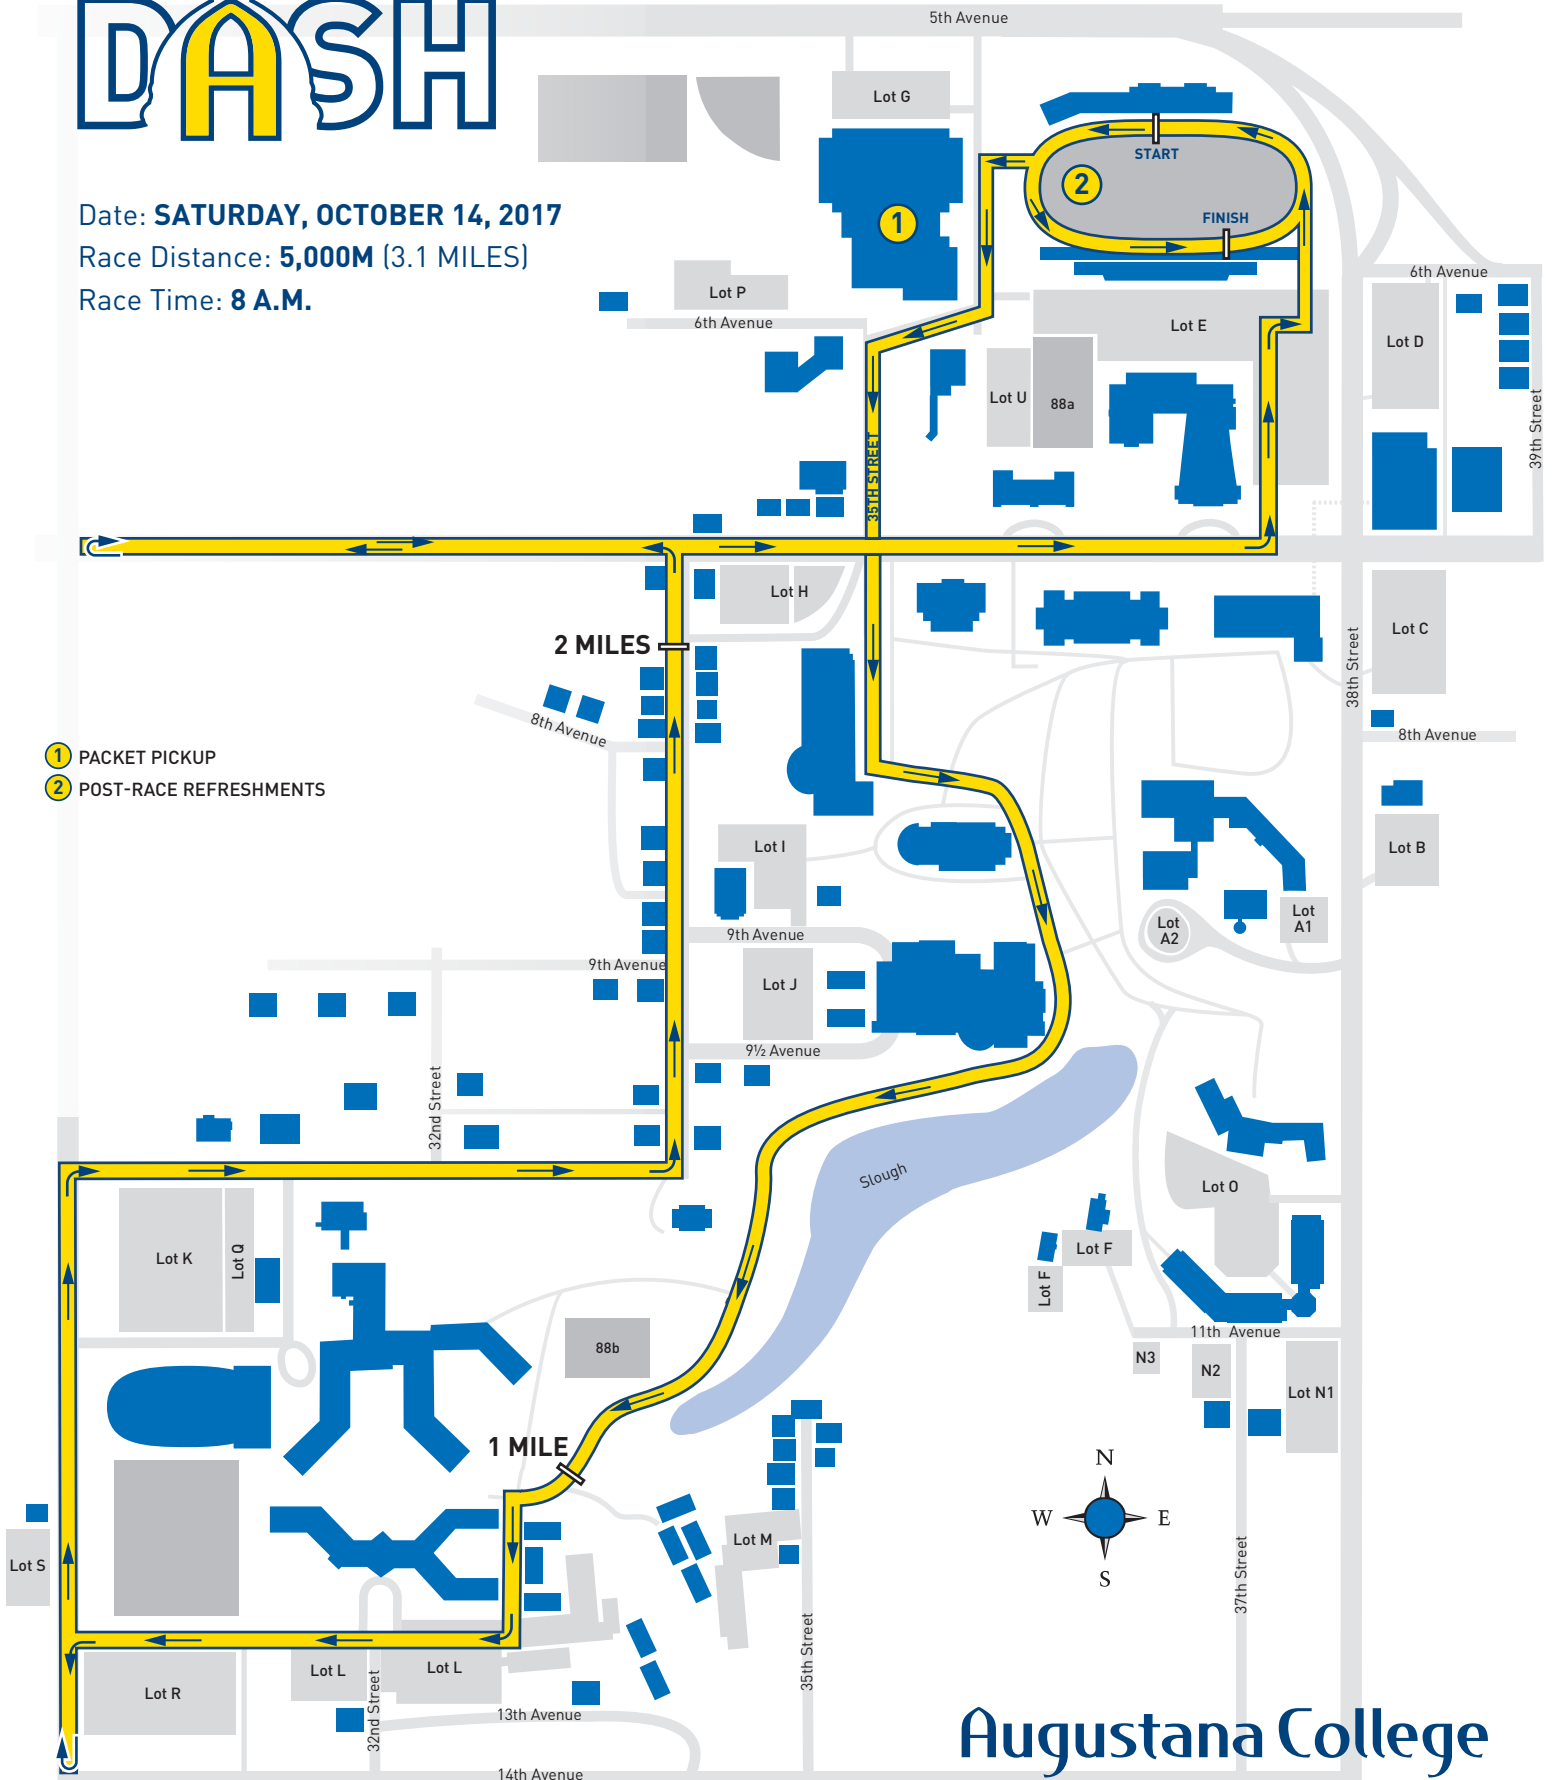 DASH
Date: SATURDAY, OCTOBER 14, 2017
Race Distance: 5,000M (3.1 MILES)
Race Time: 8 A.M.
5th Avenue
Lot G
START
2
1
FINISH
Lot P
6th Avenue
6th Avenue
Lot E
Lot D
Lot U
88a
39th Street
35TH STREET
Lot H
2 MILES
Lot C
38th Street
8th Avenue
8th Avenue
1 PACKET PICKUP
2 POST-RACE REFRESHMENTS
Lot I
Lot B
Lot
A1
Lot
A2
9th Avenue
9th Avenue
Lot J
9½ Avenue
32nd Street
Slough
Lot O
Lot K
Lot Q
Lot F
Lot F
11th Avenue
88b
N3
N2
Lot N1
1 MILE
N
W
E
S
Lot M
Lot S
37th Street
35th Street
Lot L
Lot L
Lot R
32nd Street
13th Avenue
14th Avenue
Augustana College